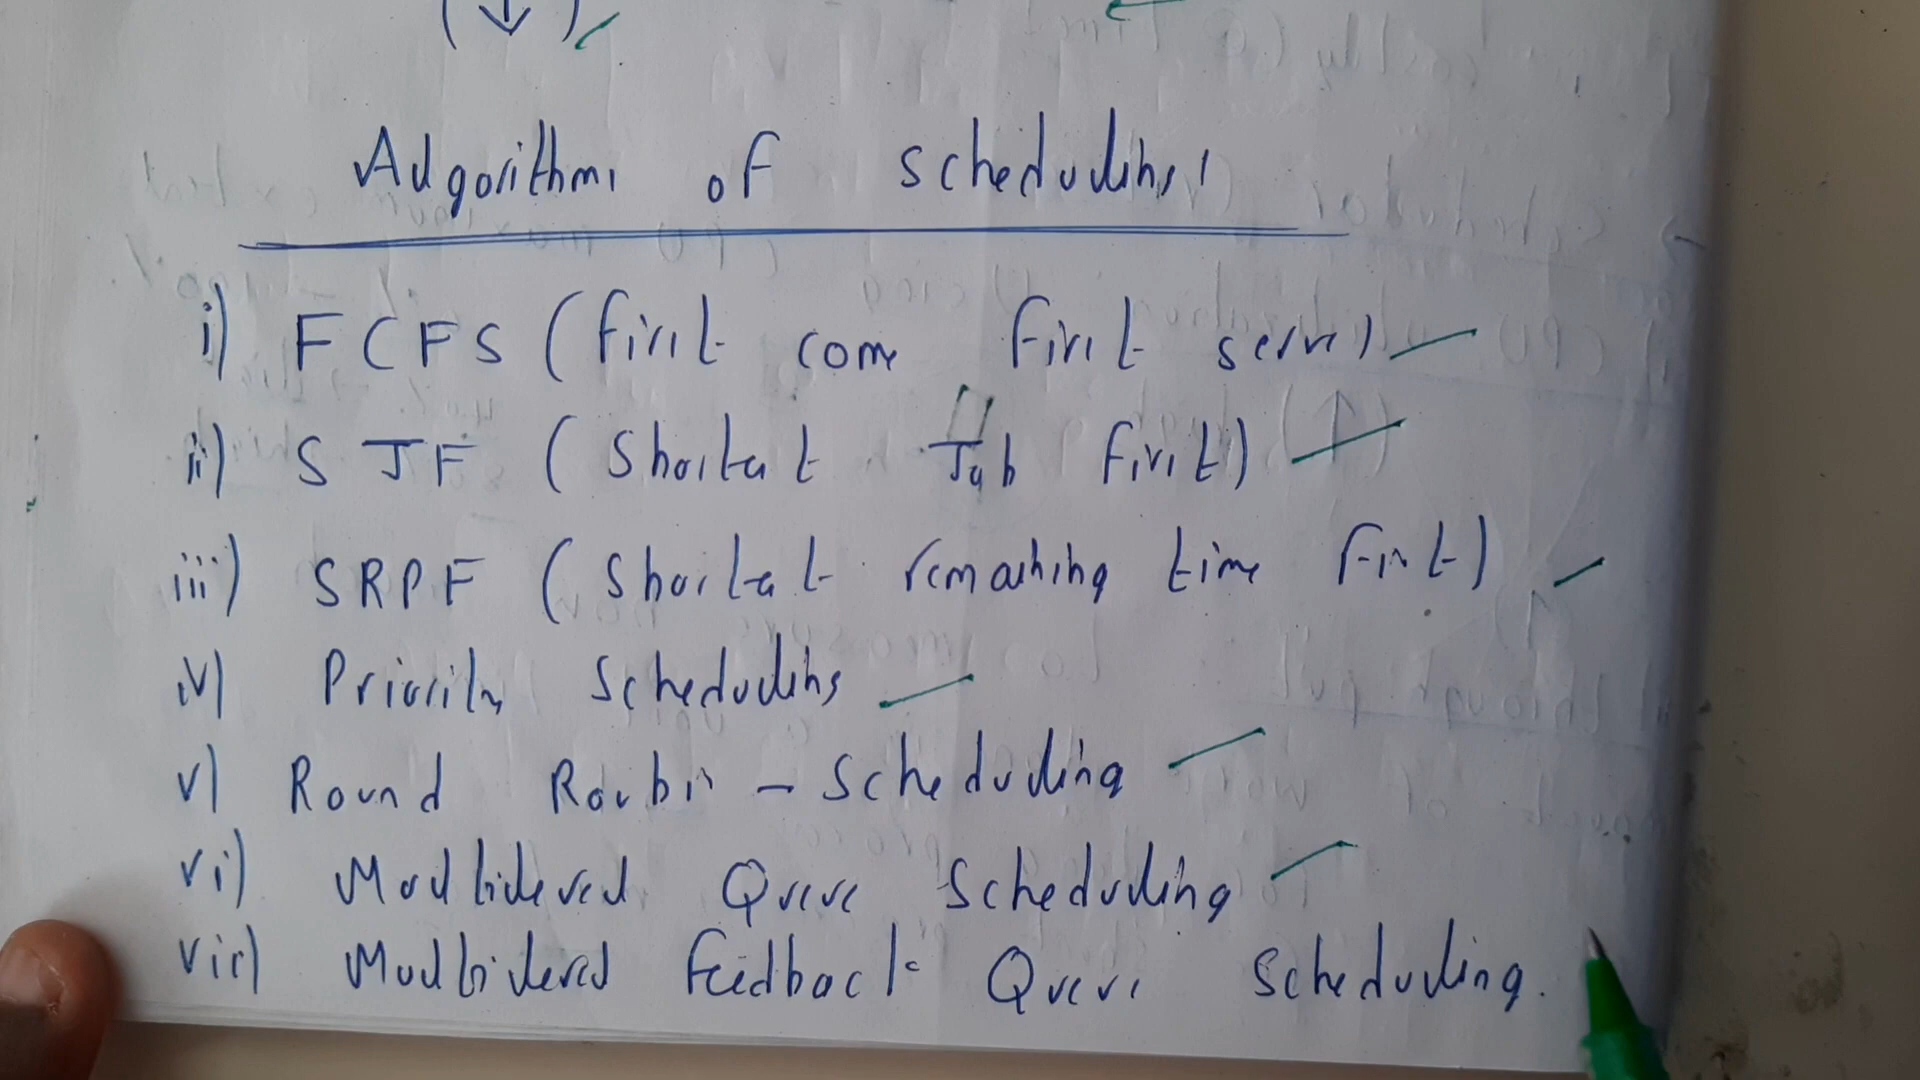 (↓)
Algorithms of scheduling
i) FCFS (first come first serve)
ii) SJF (Shortest Job first)
iii) SRPF (Shortest remaining time first)
iv) Priority Scheduling
v) Round Roubin - Scheduling
vi) Multilevel Queue Scheduling
vii) Multilevel feedback Queue Scheduling.